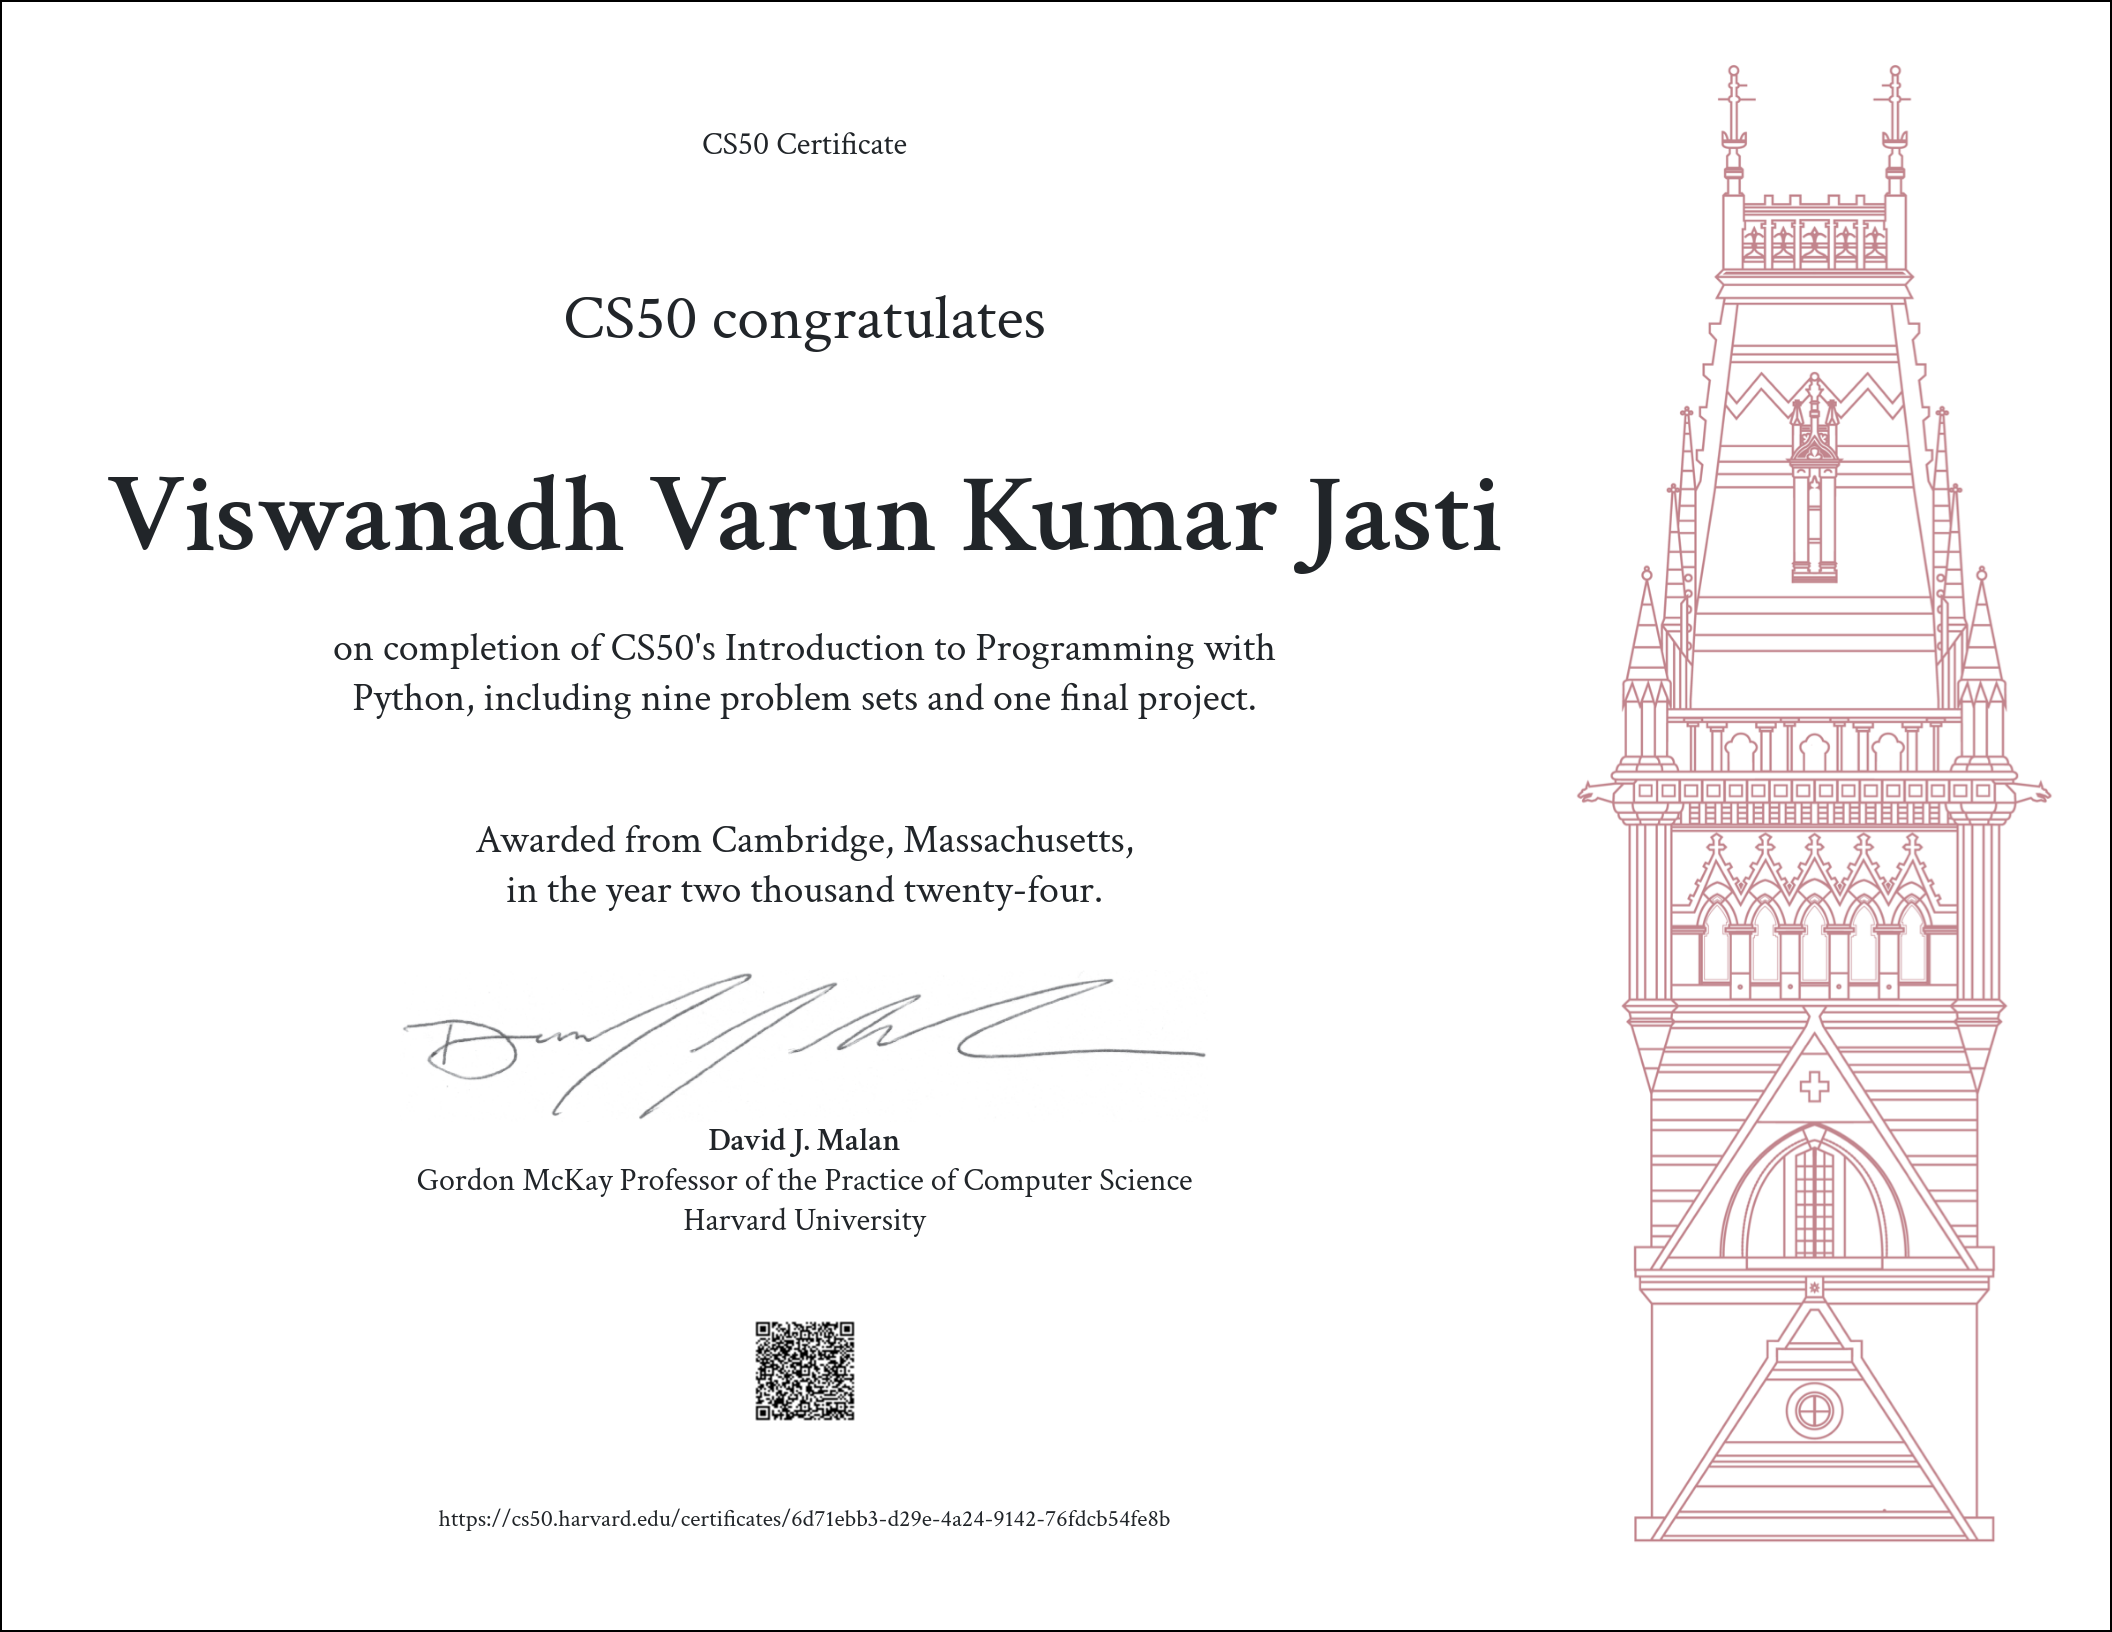 CS50 Certificate
CS50 congratulates
Viswanadh Varun Kumar Jasti
on completion of CS50's Introduction to Programming with
Python, including nine problem sets and one final project.
Awarded from Cambridge, Massachusetts,
in the year two thousand twenty-four.
David J. Malan
Gordon McKay Professor of the Practice of Computer Science
Harvard University
https://cs50.harvard.edu/certificates/6d71ebb3-d29e-4a24-9142-76fdcb54fe8b